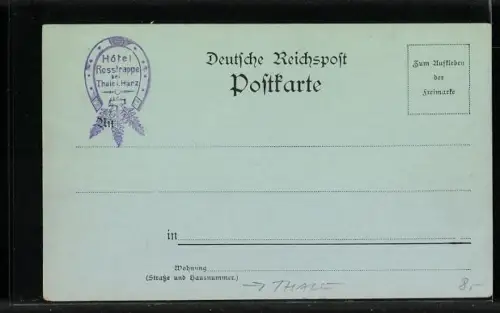 Hôtel
Rosstrappe
bei
Thale i. Harz
Deutsche Reichspost
Postkarte
Zum Aufkleben
der
Freimarke
An
in
Wohnung
(Straße und Hausnummer.)
→ THALE
8.-